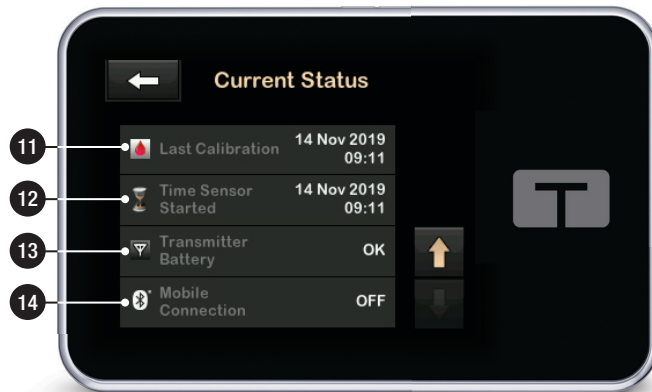 Current Status
11
Last Calibration
14 Nov 2019
09:11
12
Time Sensor
Started
14 Nov 2019
09:11
13
Transmitter
Battery
OK
14
Mobile
Connection
OFF
T